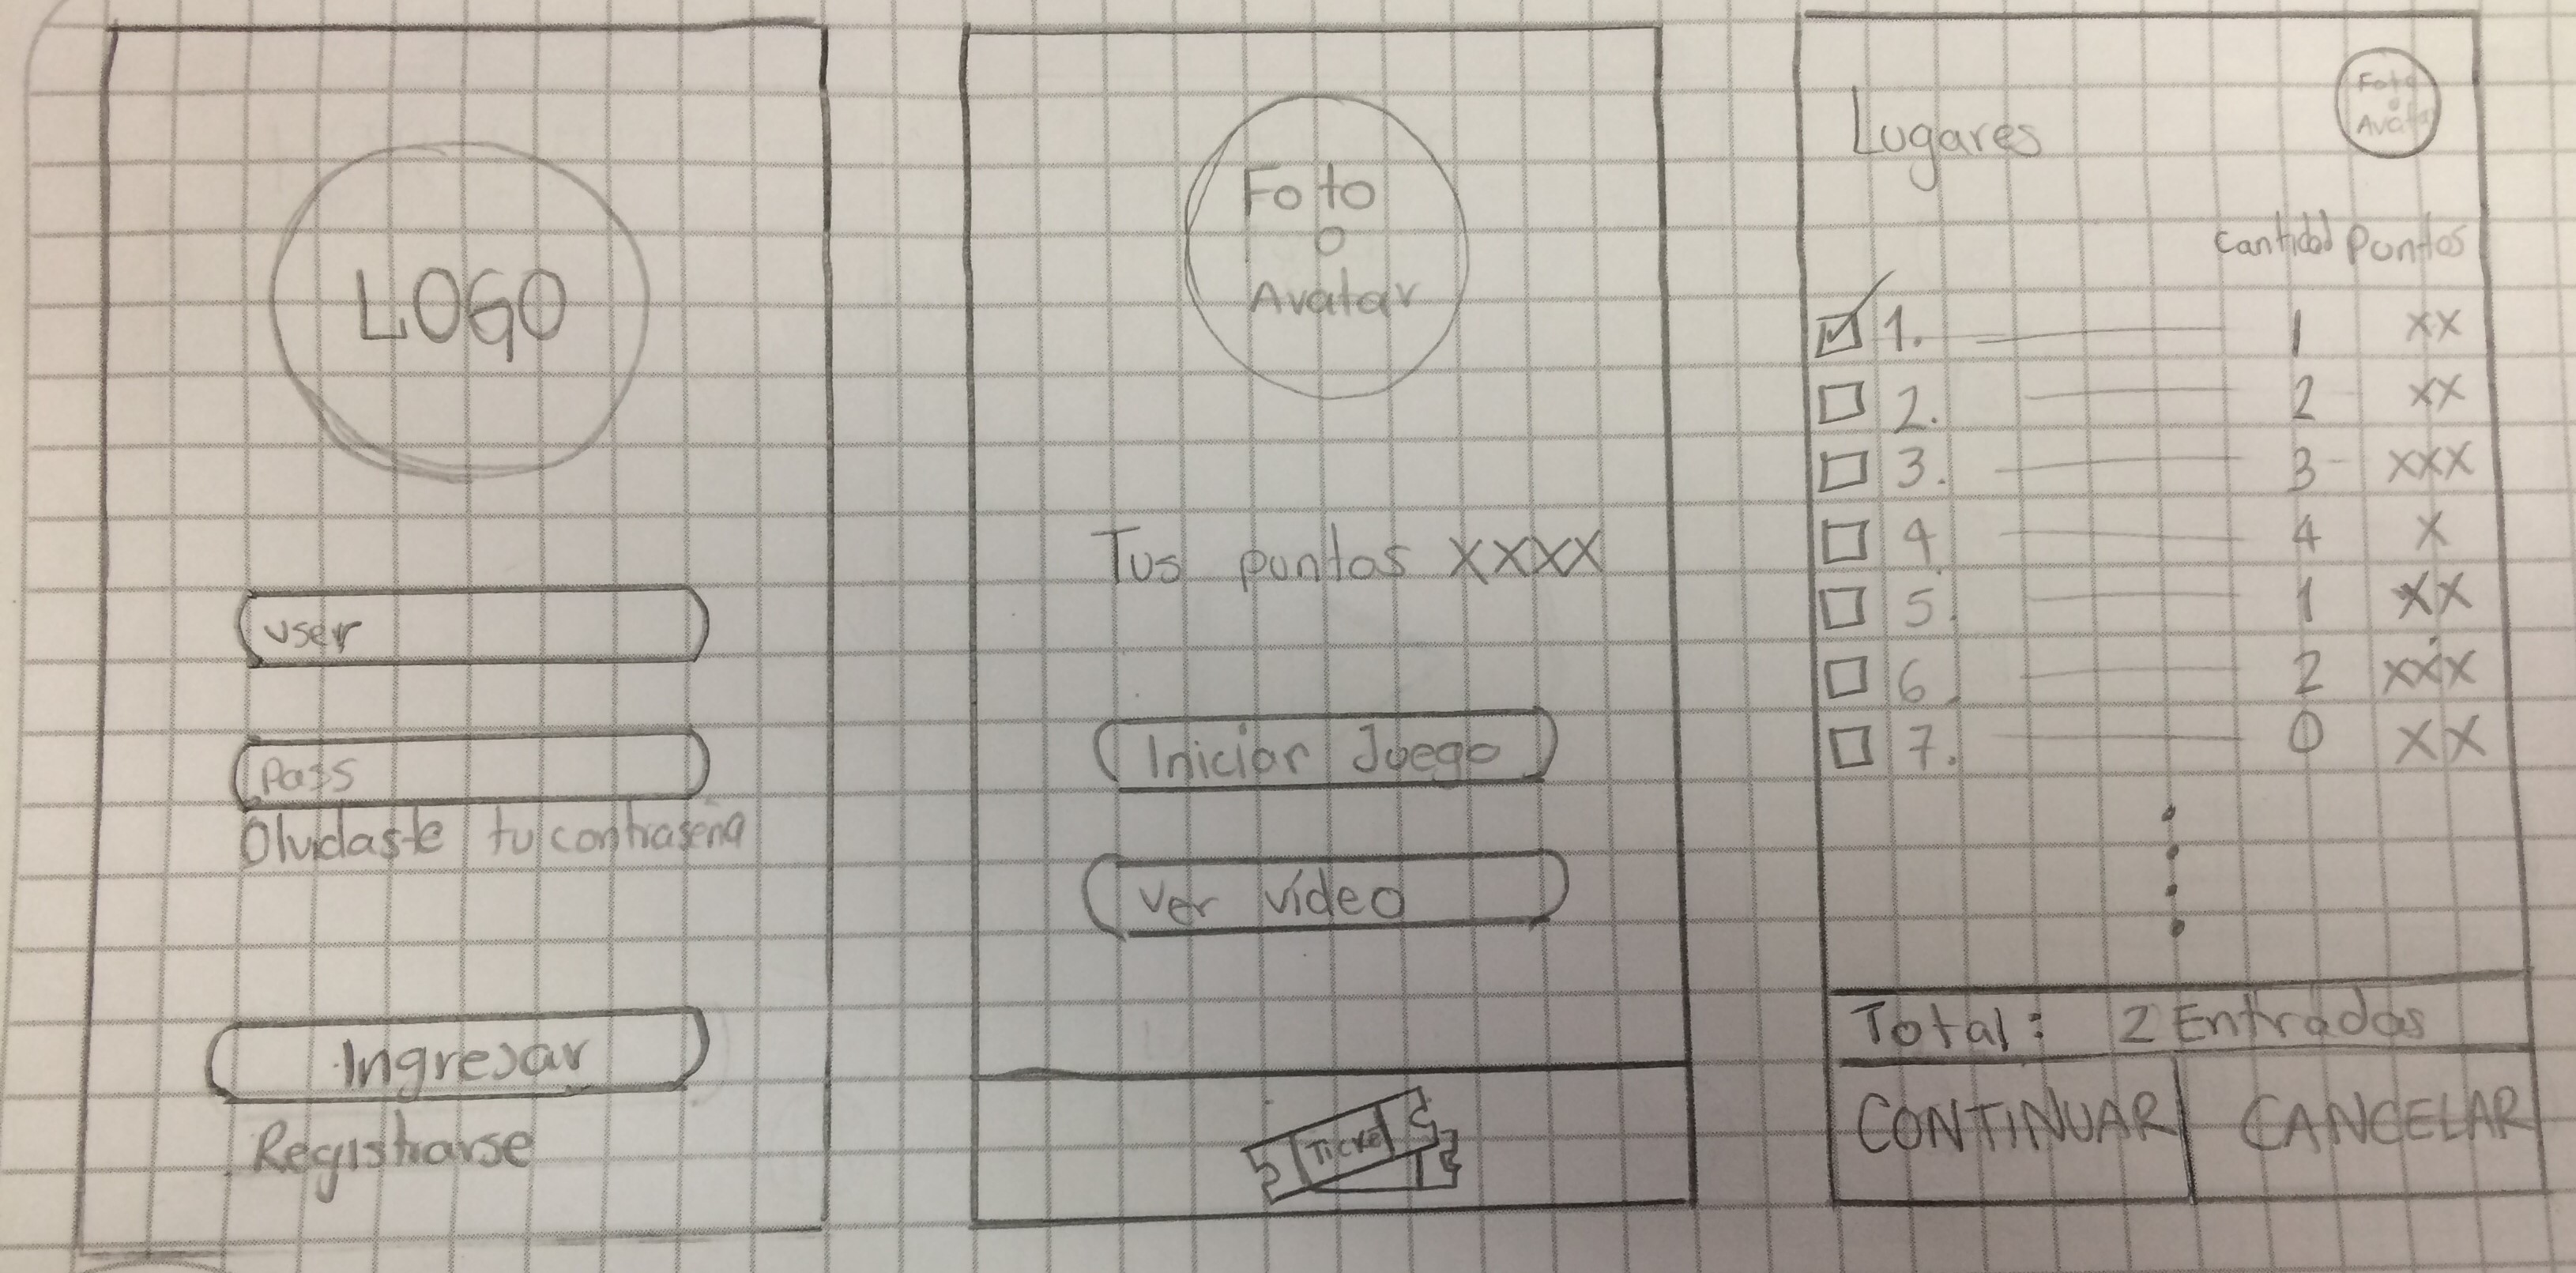 LOGO
user
Pass
Olvidaste tu contraseña
Ingresar
Registrarse
Foto
o
Avatar
Tus puntos XXXX
Iniciar Juego
Ver vídeo
Ticket
Lugares
Foto
o
Avatar
Cantidad Puntos
1. 1 XX
2. 2 XX
3. 3 XXX
4. 4 X
5. 1 XX
6. 2 XXX
7. 0 XX
Total: 2 Entradas
CONTINUAR CANCELAR